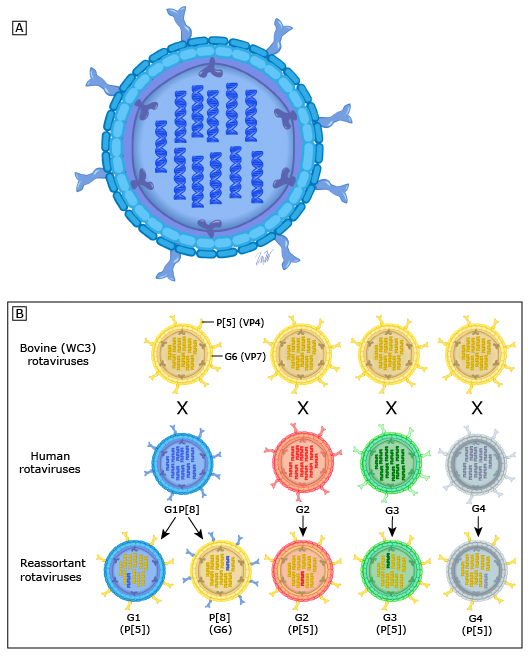 A
B
P[5] (VP4)
Bovine (WC3)
rotaviruses
G6 (VP7)
X X X X
Human
rotaviruses
G1P[8] G2 G3 G4
Reassortant
rotaviruses
G1 P[8] G2 G3 G4
(P[5]) (G6) (P[5]) (P[5]) (P[5])